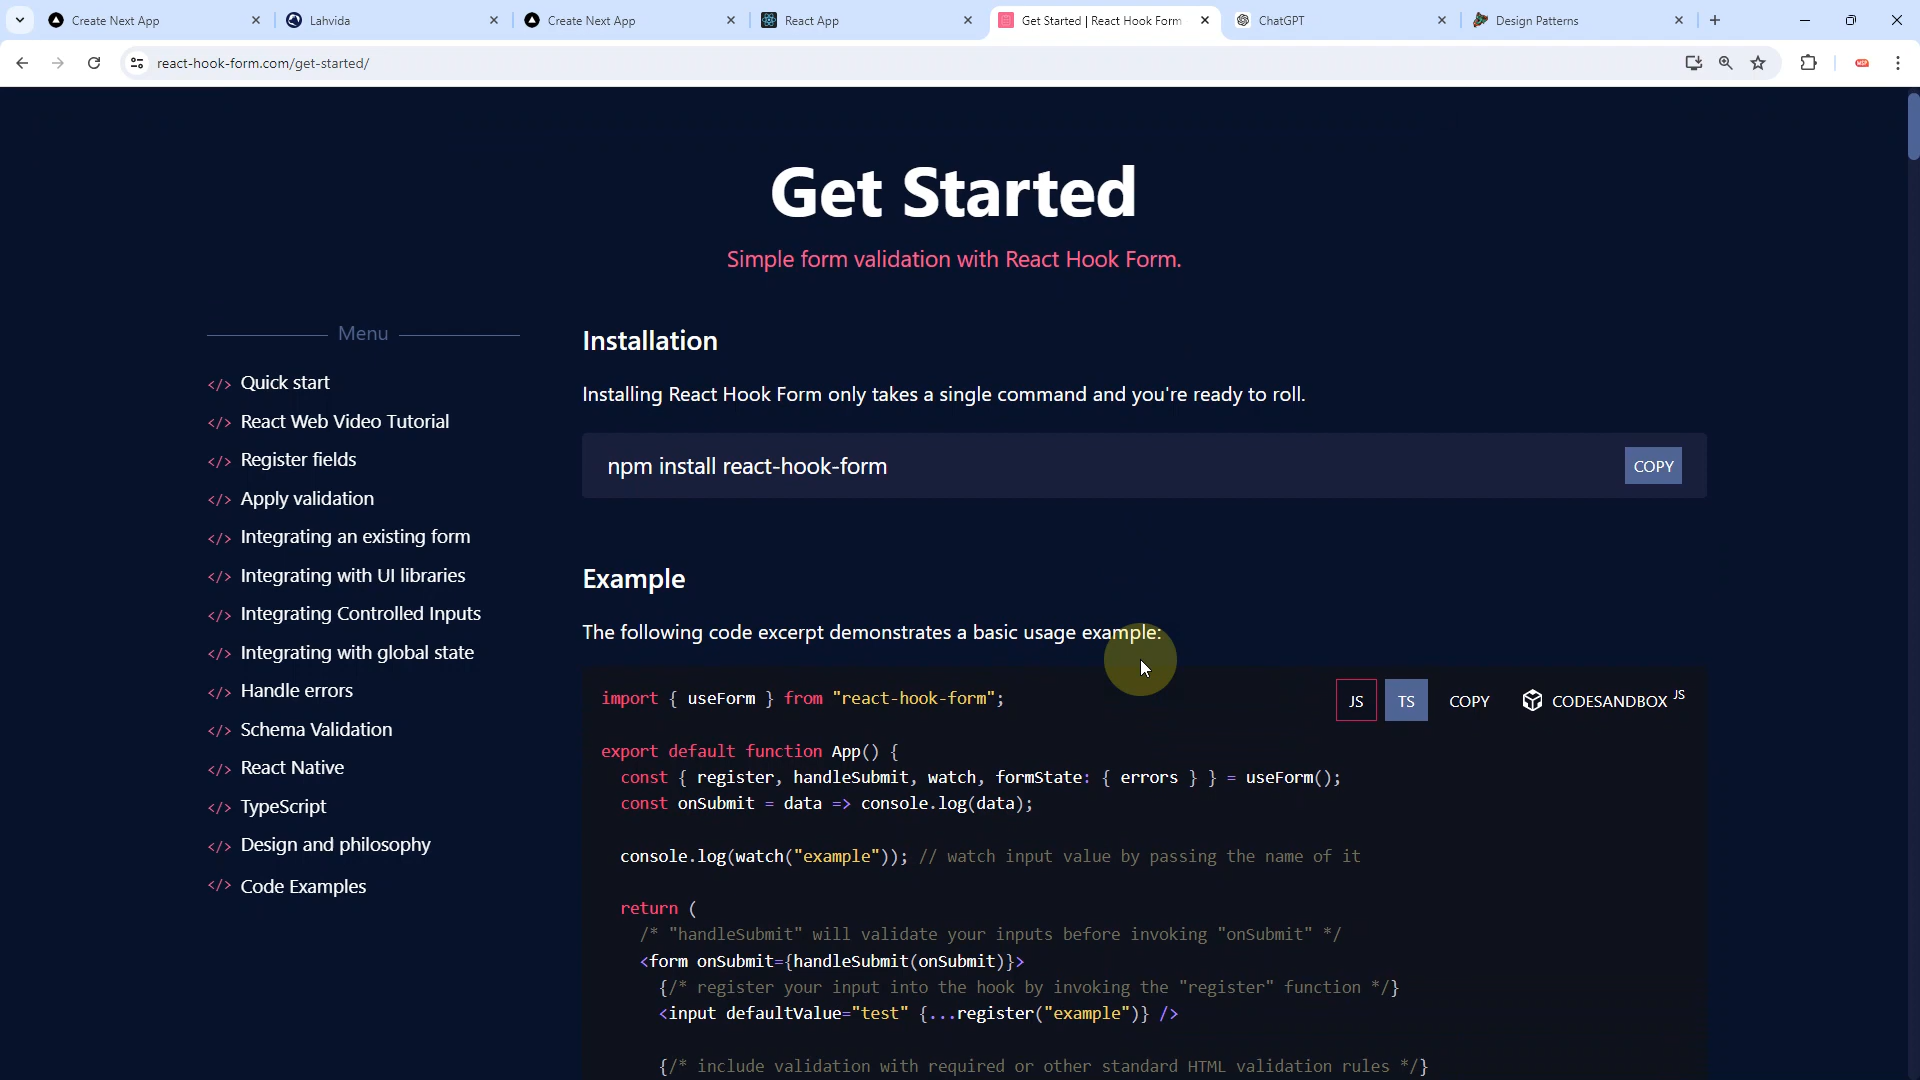 Create Next App
Lahvida
Create Next App
React App
Get Started | React Hook Form
ChatGPT
Design Patterns
react-hook-form.com/get-started/
Get Started
Simple form validation with React Hook Form.
Menu
</> Quick start
</> React Web Video Tutorial
</> Register fields
</> Apply validation
</> Integrating an existing form
</> Integrating with UI libraries
</> Integrating Controlled Inputs
</> Integrating with global state
</> Handle errors
</> Schema Validation
</> React Native
</> TypeScript
</> Design and philosophy
</> Code Examples
Installation
Installing React Hook Form only takes a single command and you're ready to roll.
npm install react-hook-form
COPY
Example
The following code excerpt demonstrates a basic usage example:
JS
TS
COPY
CODESANDBOX JS
import { useForm } from "react-hook-form";
export default function App() {
const { register, handleSubmit, watch, formState: { errors } } = useForm();
const onSubmit = data => console.log(data);
console.log(watch("example")); // watch input value by passing the name of it
return (
/* "handleSubmit" will validate your inputs before invoking "onSubmit" */
<form onSubmit={handleSubmit(onSubmit)}>
{/* register your input into the hook by invoking the "register" function */}
<input defaultValue="test" {...register("example")} />
{/* include validation with required or other standard HTML validation rules */}